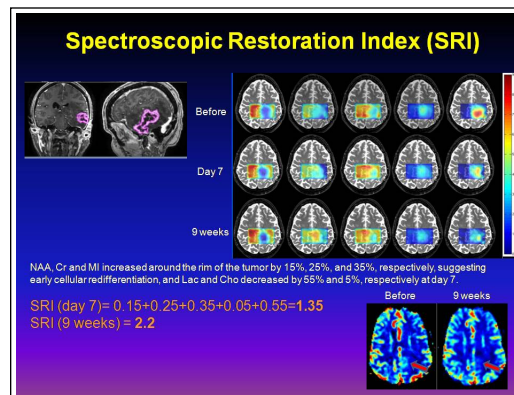 Spectroscopic Restoration Index (SRI)
Before
Day 7
9 weeks
NAA, Cr and MI increased around the rim of the tumor by 15%, 25%, and 35%, respectively, suggesting
early cellular redifferentiation, and Lac and Cho decreased by 55% and 5%, respectively at day 7.
SRI (day 7)= 0.15+0.25+0.35+0.05+0.55=1.35
SRI (9 weeks) = 2.2
Before
9 weeks